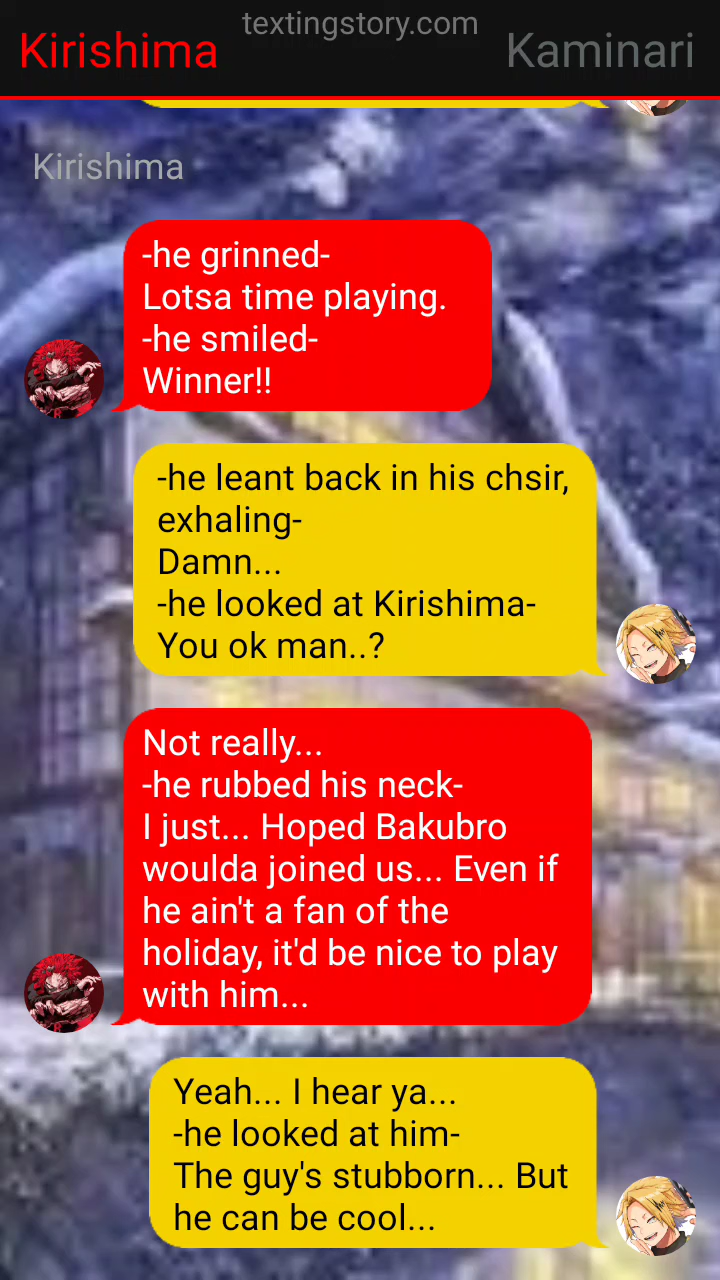 textingstory.com
Kirishima
Kaminari
Kirishima
-he grinned-
Lotsa time playing.
-he smiled-
Winner!!
-he leant back in his chsir,
exhaling-
Damn...
-he looked at Kirishima-
You ok man..?
Not really...
-he rubbed his neck-
I just... Hoped Bakubro
woulda joined us... Even if
he ain't a fan of the
holiday, it'd be nice to play
with him...
Yeah... I hear ya...
-he looked at him-
The guy's stubborn... But
he can be cool...